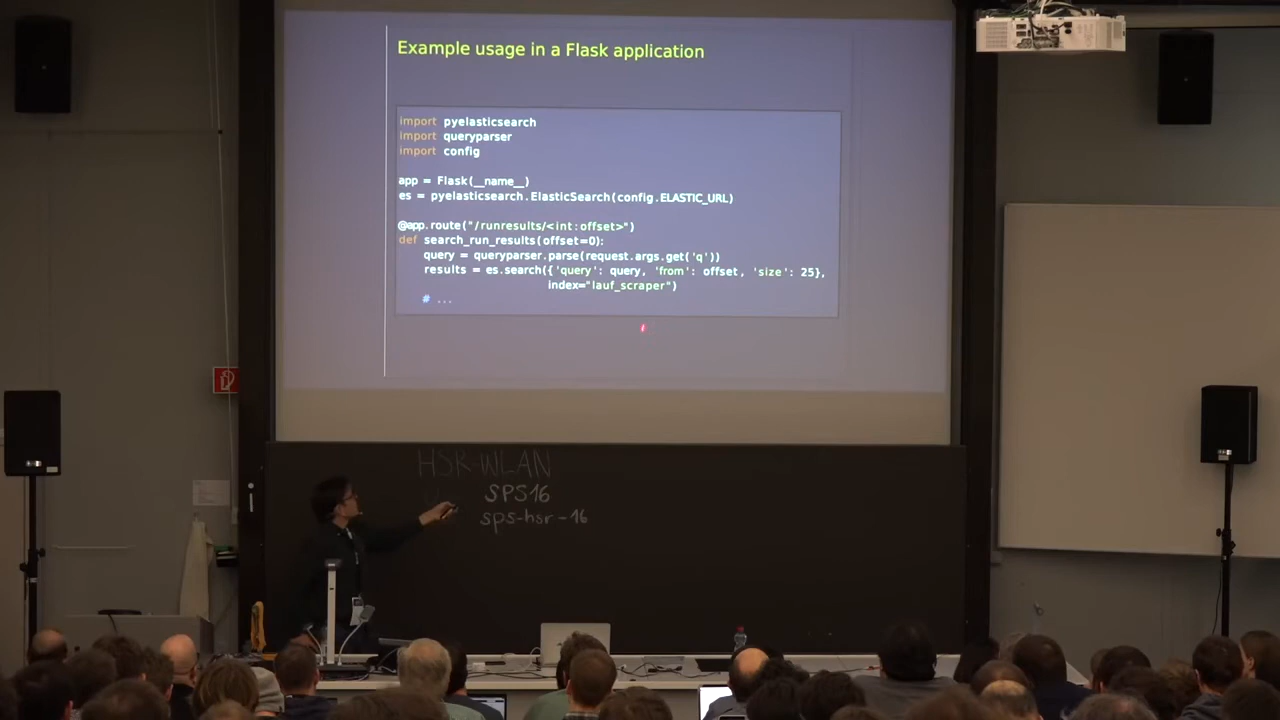 Example usage in a Flask application
import pyelasticsearch
import queryparser
import config
app = Flask(__name__)
es = pyelasticsearch.ElasticSearch(config.ELASTIC_URL)
@app.route("/runresults/<int:offset>")
def search_run_results(offset=0):
query = queryparser.parse(request.args.get('q'))
results = es.search({'query': query, 'from': offset, 'size': 25},
index="lauf_scraper")
# ...
HSR-WLAN
SPS16
sps-hsr-16